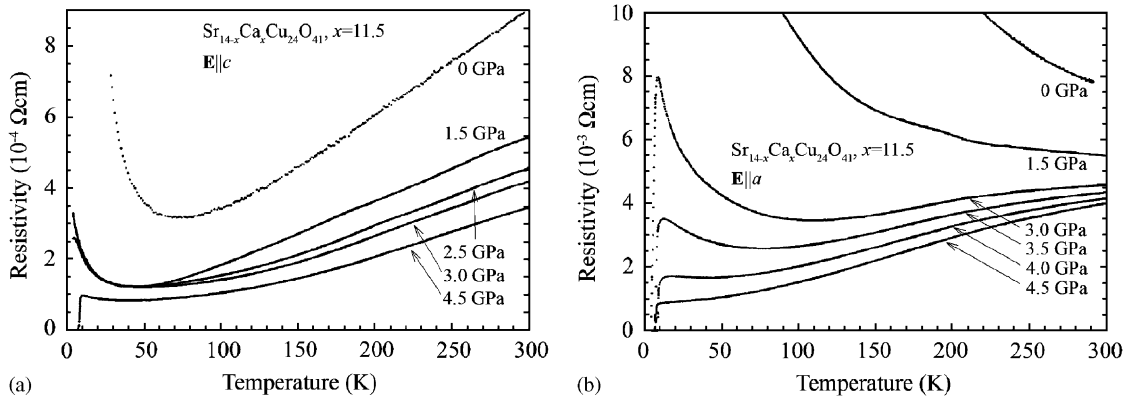 Sr14-xCaxCu24O41, x=11.5
E||c
0 GPa
1.5 GPa
2.5 GPa
3.0 GPa
4.5 GPa
8
6
4
2
0
0 50 100 150 200 250 300
Resistivity (10-4 Ωcm)
Temperature (K)
(a)
10
8
6
4
2
0
0 50 100 150 200 250 300
0 GPa
1.5 GPa
Sr14-xCaxCu24O41, x=11.5
E||a
3.0 GPa
3.5 GPa
4.0 GPa
4.5 GPa
Resistivity (10-3 Ωcm)
Temperature (K)
(b)